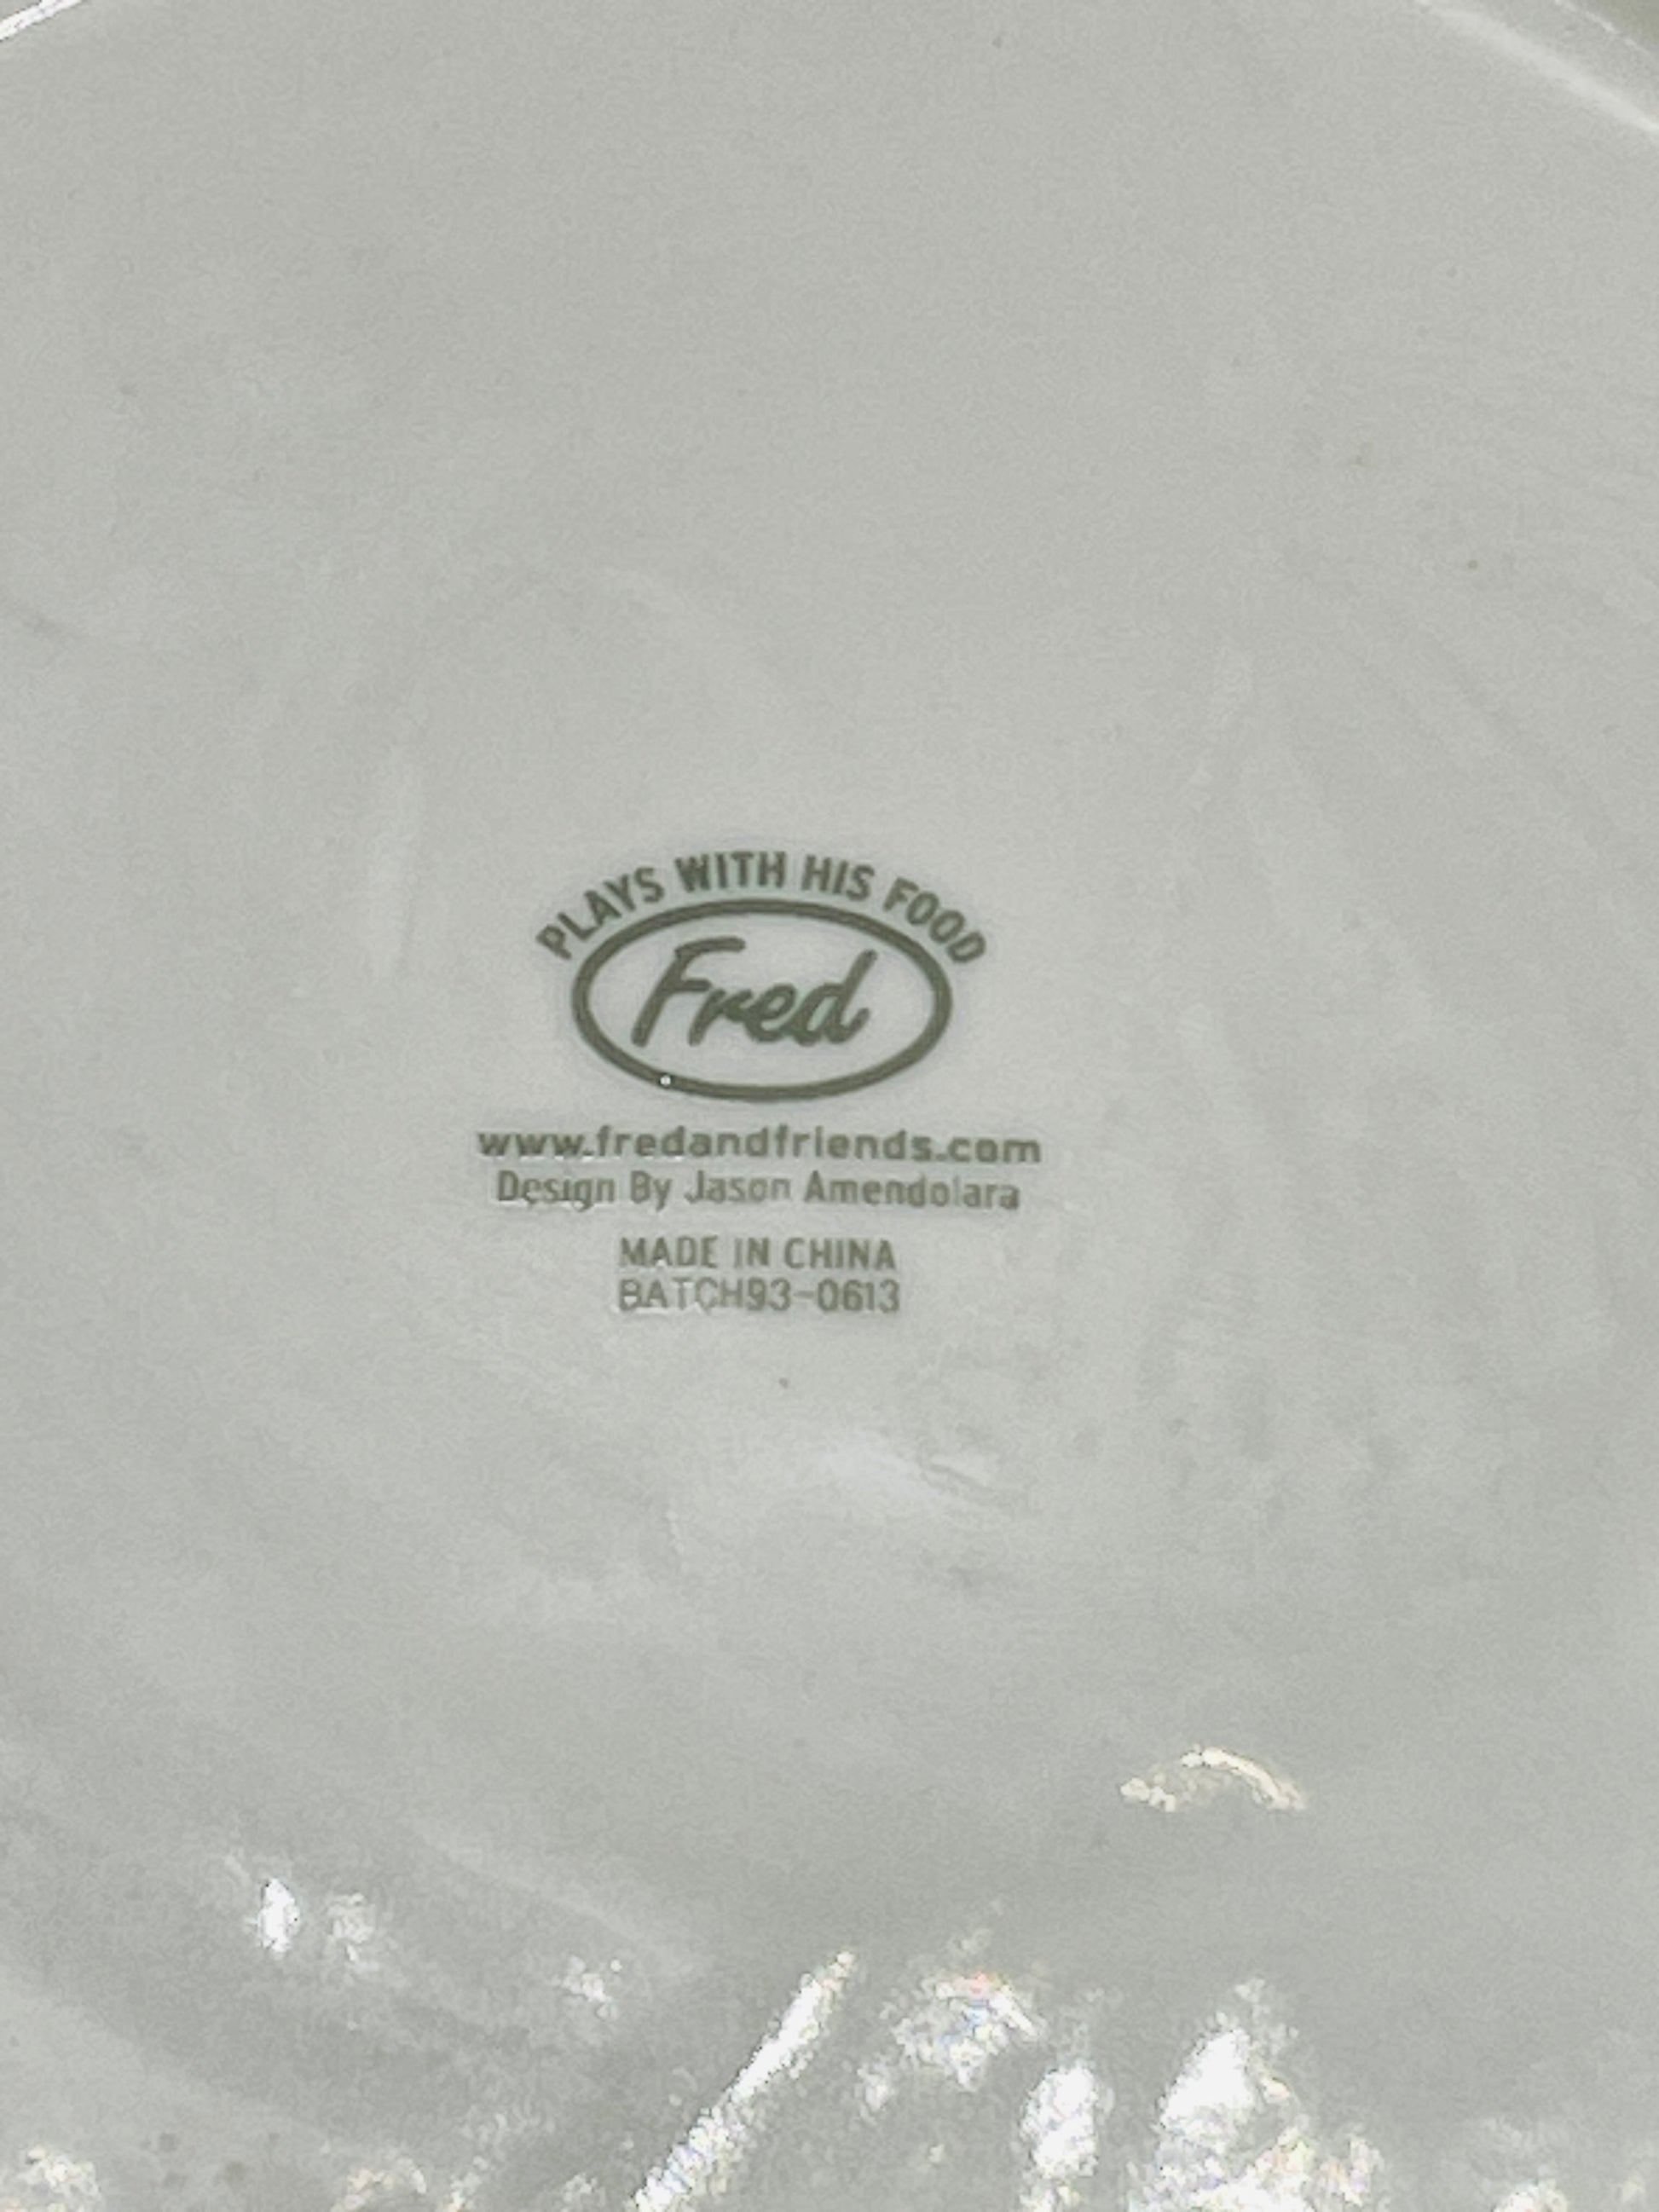 PLAYS WITH HIS FOOD
Fred
www.fredandfriends.com
Design By Jason Amendolara
MADE IN CHINA
BATCH93-0613